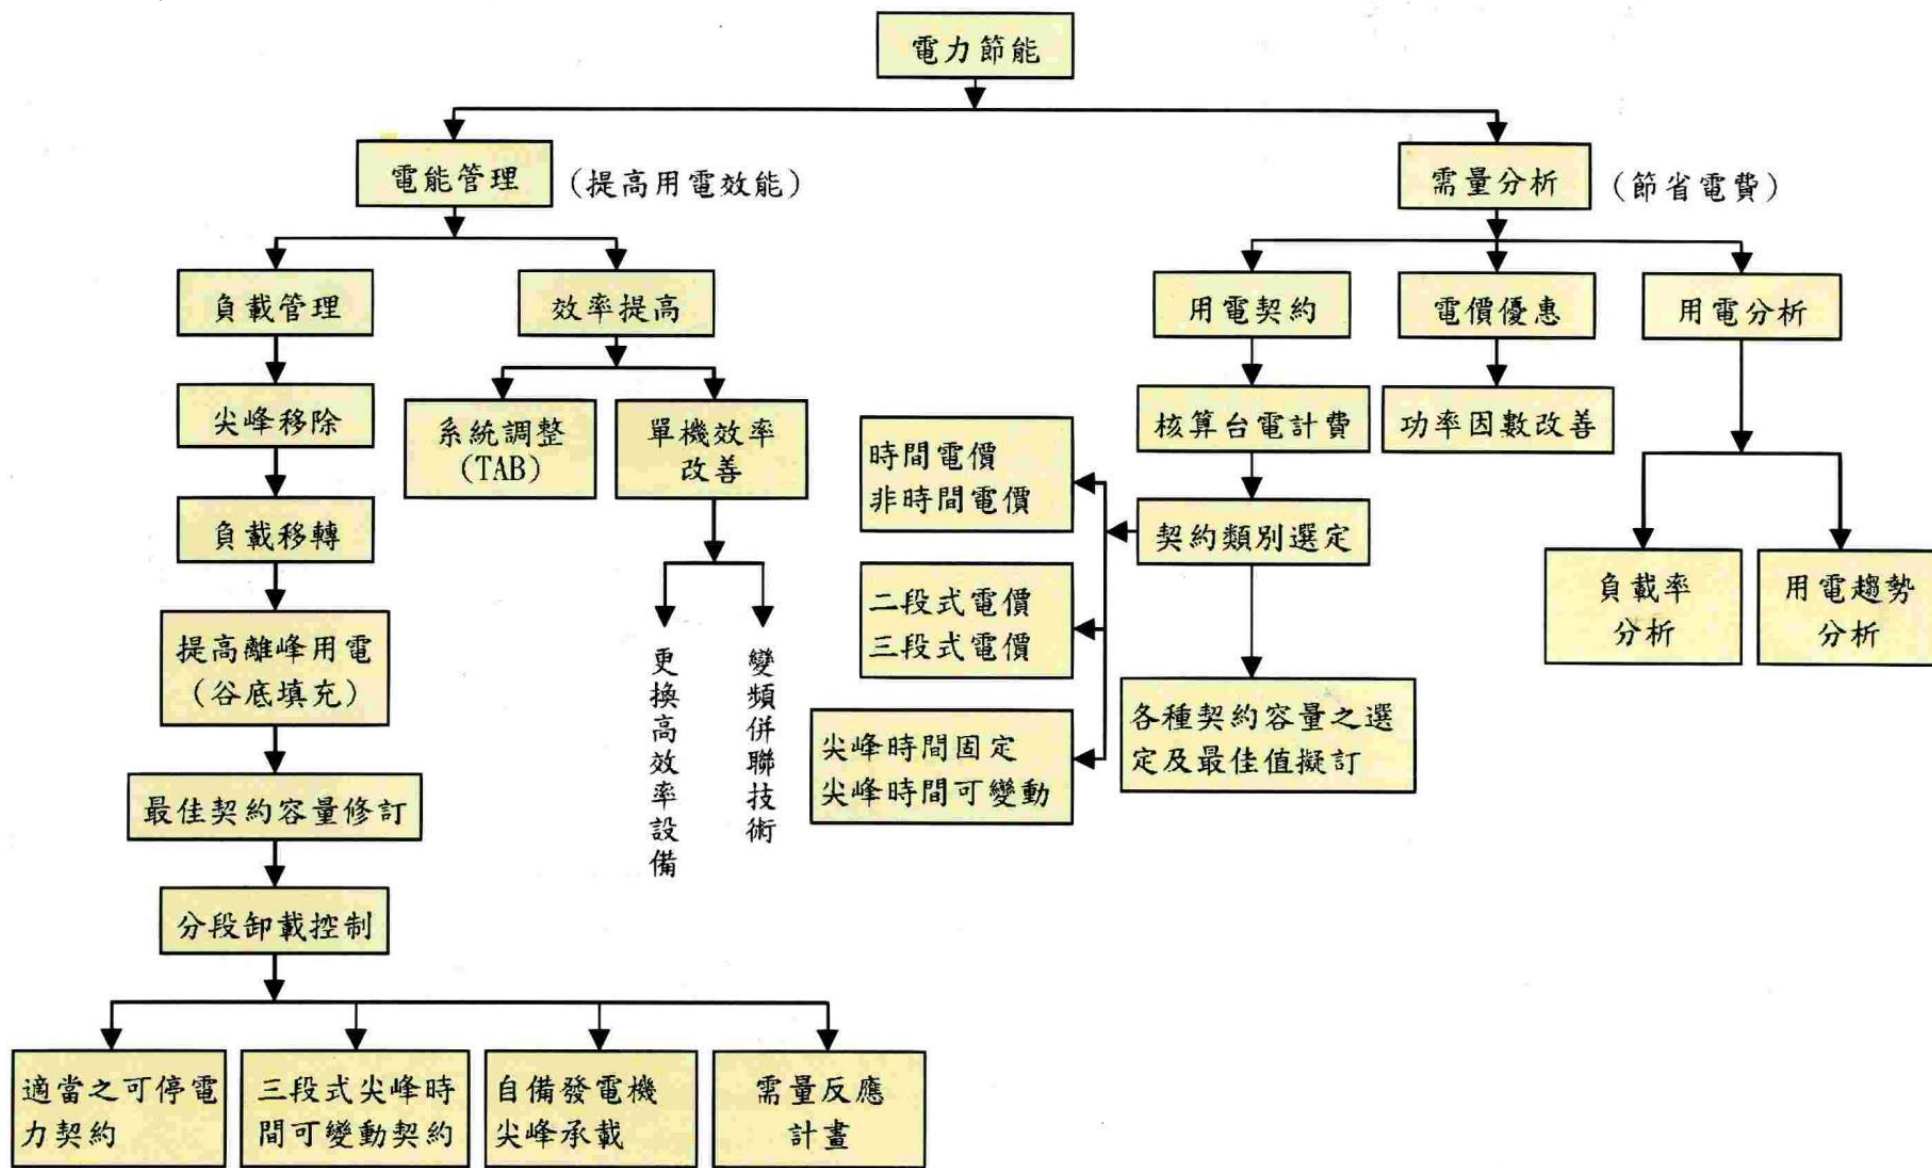 電力節能
電能管理
(提高用電效能)
需量分析
(節省電費)
負載管理
效率提高
用電契約
電價優惠
用電分析
尖峰移除
系統調整
(TAB)
單機效率
改善
核算台電計費
功率因數改善
時間電價
非時間電價
負載移轉
契約類別選定
二段式電價
三段式電價
負載率
分析
用電趨勢
分析
提高離峰用電
(谷底填充)
更換高效率設備
變頻併聯技術
尖峰時間固定
尖峰時間可變動
各種契約容量之選
定及最佳值擬訂
最佳契約容量修訂
分段卸載控制
適當之可停電
力契約
三段式尖峰時
間可變動契約
自備發電機
尖峰承載
需量反應
計畫